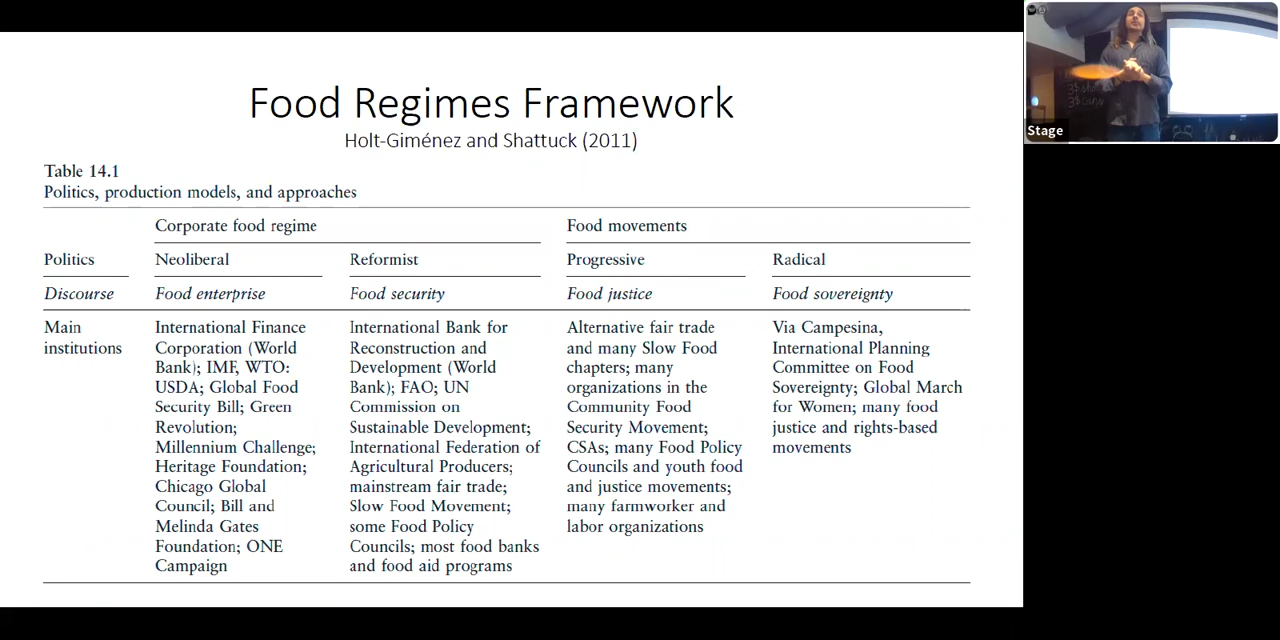 Food Regimes Framework
Holt-Giménez and Shattuck (2011)
Table 14.1
Politics, production models, and approaches
Corporate food regime
Food movements
Politics
Neoliberal
Reformist
Progressive
Radical
Discourse
Food enterprise
Food security
Food justice
Food sovereignty
Main
institutions
International Finance
Corporation (World
Bank); IMF, WTO:
USDA; Global Food
Security Bill; Green
Revolution;
Millennium Challenge;
Heritage Foundation;
Chicago Global
Council; Bill and
Melinda Gates
Foundation; ONE
Campaign
International Bank for
Reconstruction and
Development (World
Bank); FAO; UN
Commission on
Sustainable Development;
International Federation of
Agricultural Producers;
mainstream fair trade;
Slow Food Movement;
some Food Policy
Councils; most food banks
and food aid programs
Alternative fair trade
and many Slow Food
chapters; many
organizations in the
Community Food
Security Movement;
CSAs; many Food Policy
Councils and youth food
and justice movements;
many farmworker and
labor organizations
Via Campesina,
International Planning
Committee on Food
Sovereignty; Global March
for Women; many food
justice and rights-based
movements
Stage